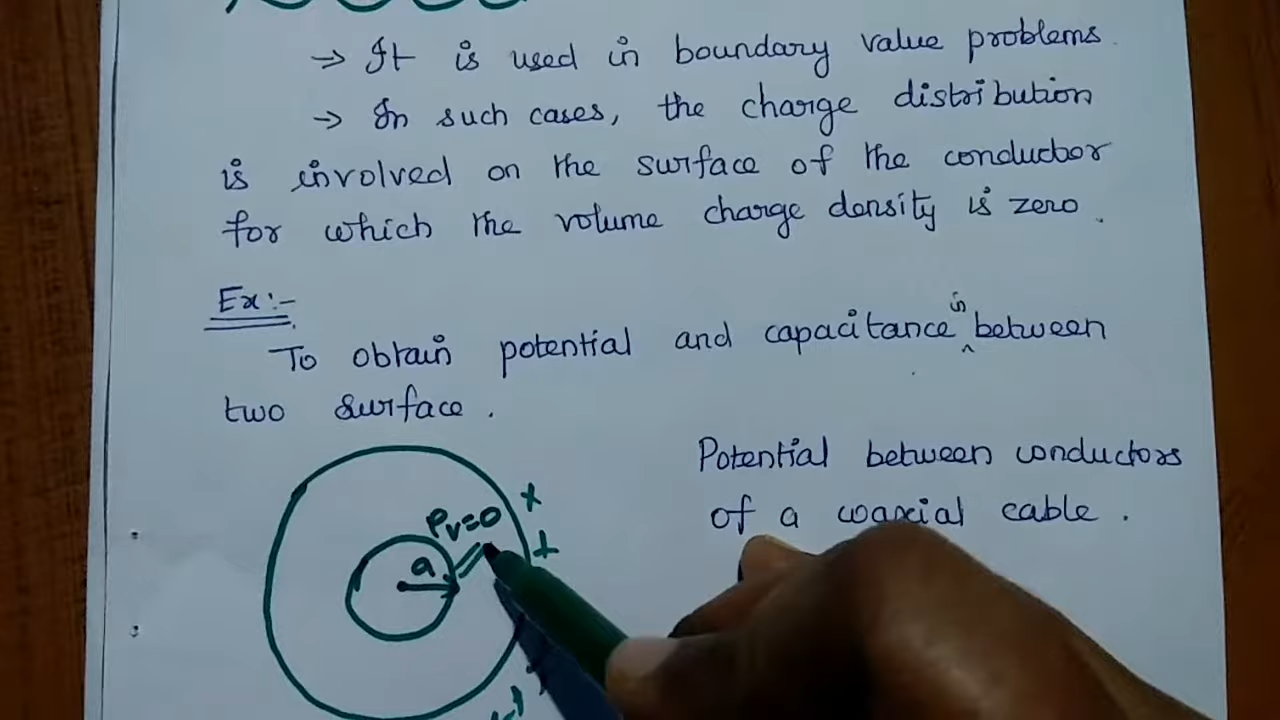 → It is used in boundary value problems.
→ In such cases, the charge distribution
is involved on the surface of the conductor
for which the volume charge density is zero.
Ex:-
To obtain potential and capacitance in between
two surface.
Potential between conductors
of a coaxial cable.
ρv=0
a
+
+